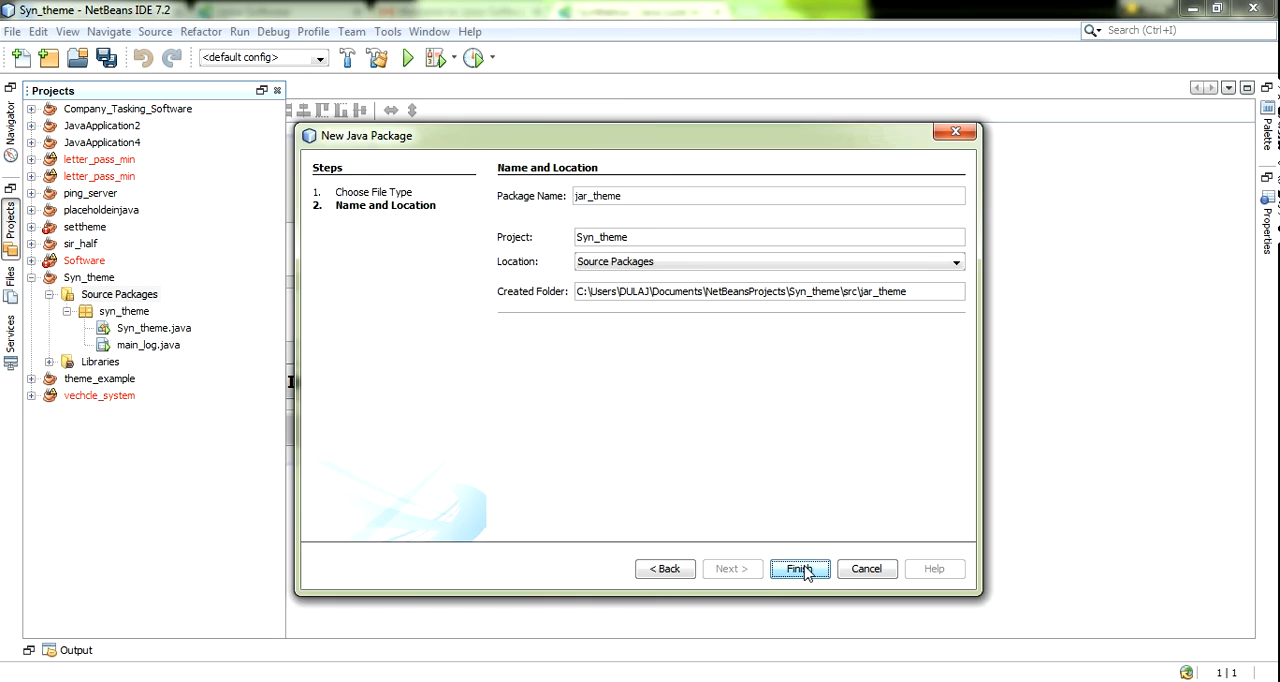 Syn_theme - NetBeans IDE 7.2
File Edit View Navigate Source Refactor Run Debug Profile Team Tools Window Help
Search (Ctrl+I)
<default config>
Projects
Navigator
Projects
Files
Services
Company_Tasking_Software
JavaApplication2
JavaApplication4
letter_pass_min
letter_pass_min
ping_server
placeholdeinjava
settheme
sir_half
Software
Syn_theme
Source Packages
syn_theme
Syn_theme.java
main_log.java
Libraries
theme_example
vechcle_system
New Java Package
Steps
1. Choose File Type
2. Name and Location
Name and Location
Package Name: jar_theme
Project: Syn_theme
Location: Source Packages
Created Folder: C:\Users\DULAJ\Documents\NetBeansProjects\Syn_theme\src\jar_theme
< Back Next > Finish Cancel Help
Palette
Properties
Output
1 | 1